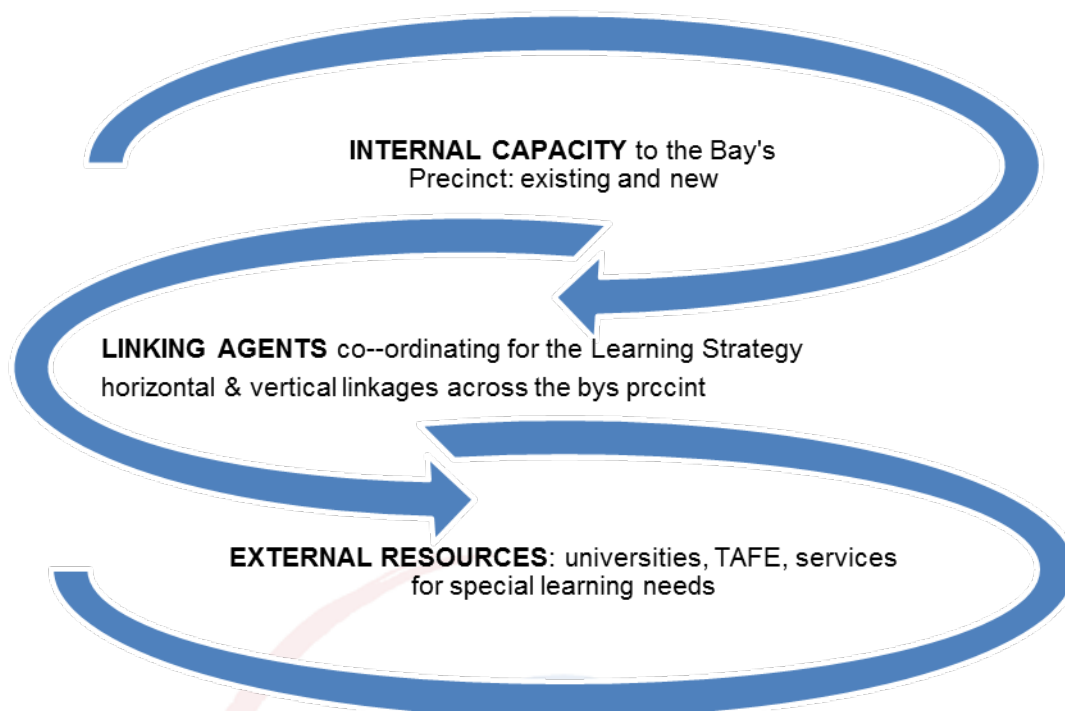 INTERNAL CAPACITY to the Bay's
Precinct: existing and new
LINKING AGENTS co--ordinating for the Learning Strategy
horizontal & vertical linkages across the bys prccint
EXTERNAL RESOURCES: universities, TAFE, services
for special learning needs